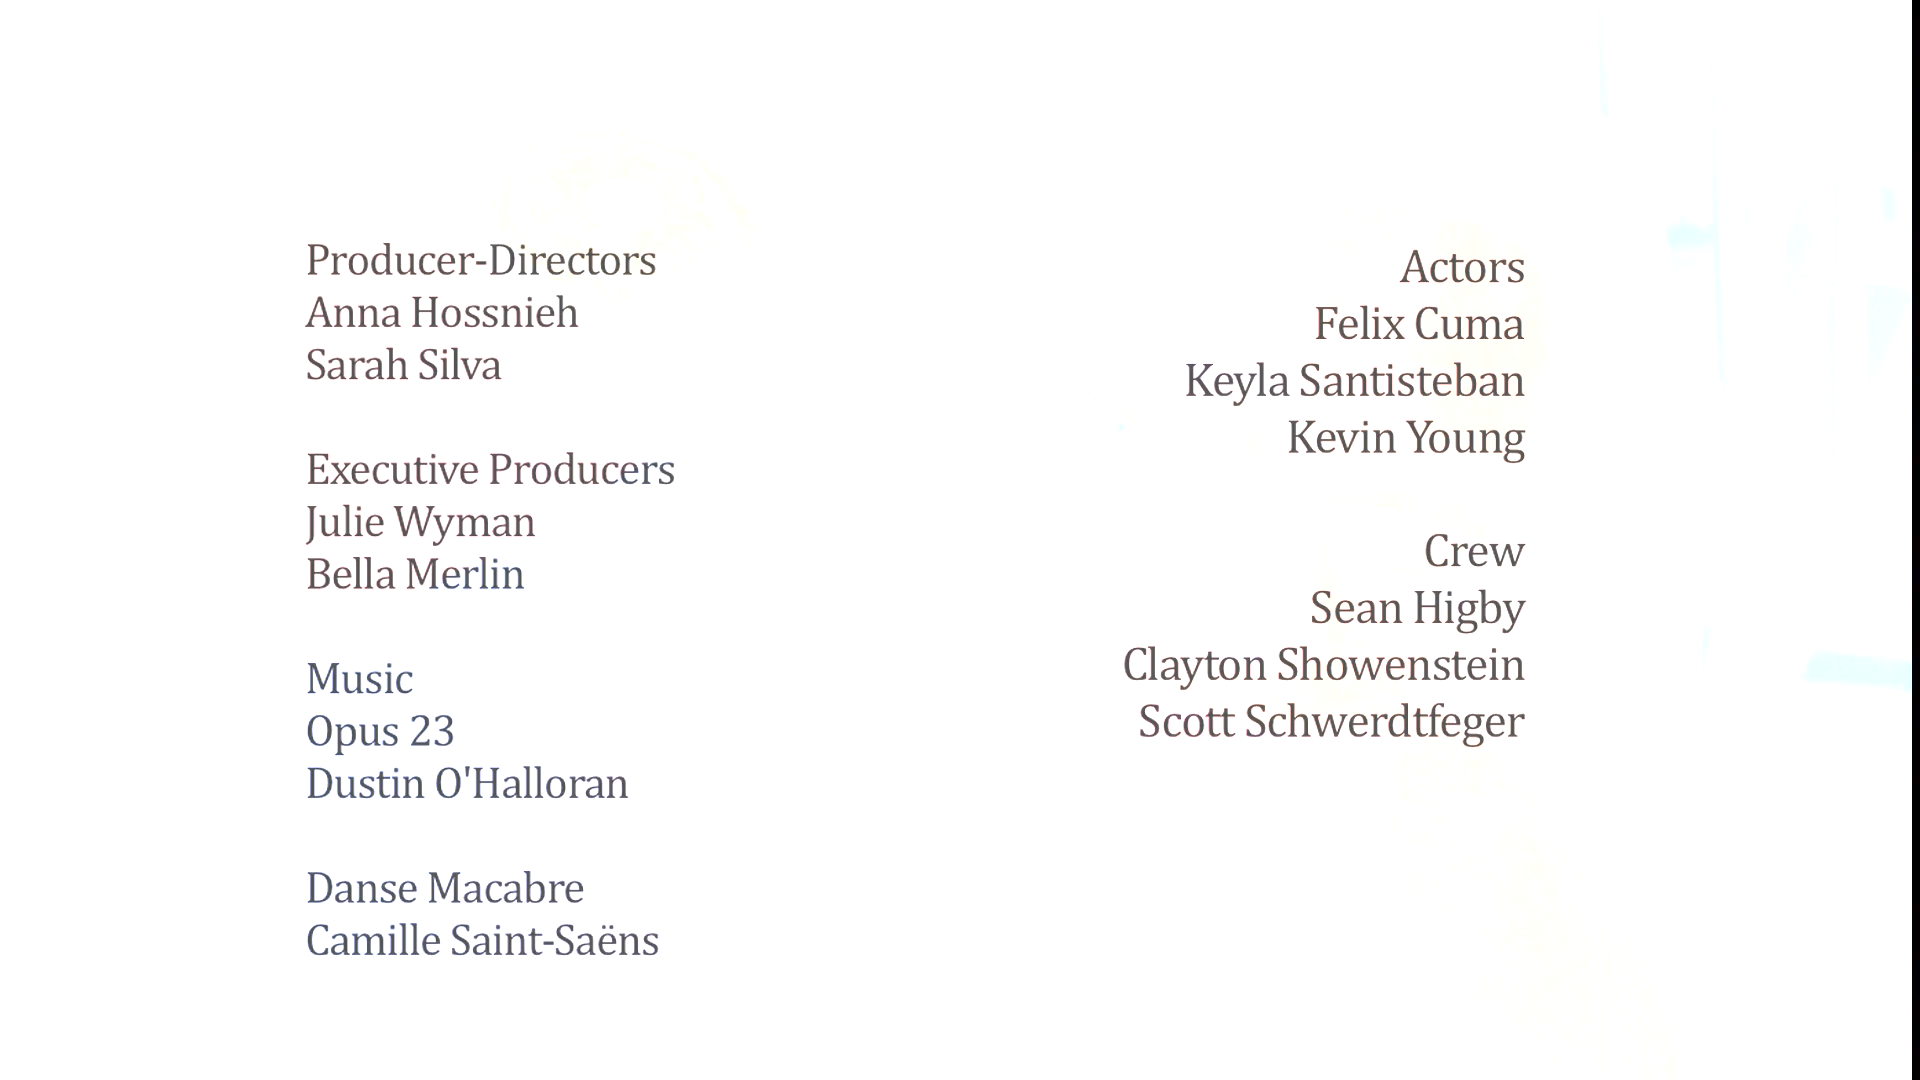 Producer-Directors
Anna Hossnieh
Sarah Silva
Executive Producers
Julie Wyman
Bella Merlin
Music
Opus 23
Dustin O'Halloran
Danse Macabre
Camille Saint-Saëns
Actors
Felix Cuma
Keyla Santisteban
Kevin Young
Crew
Sean Higby
Clayton Showenstein
Scott Schwerdtfeger